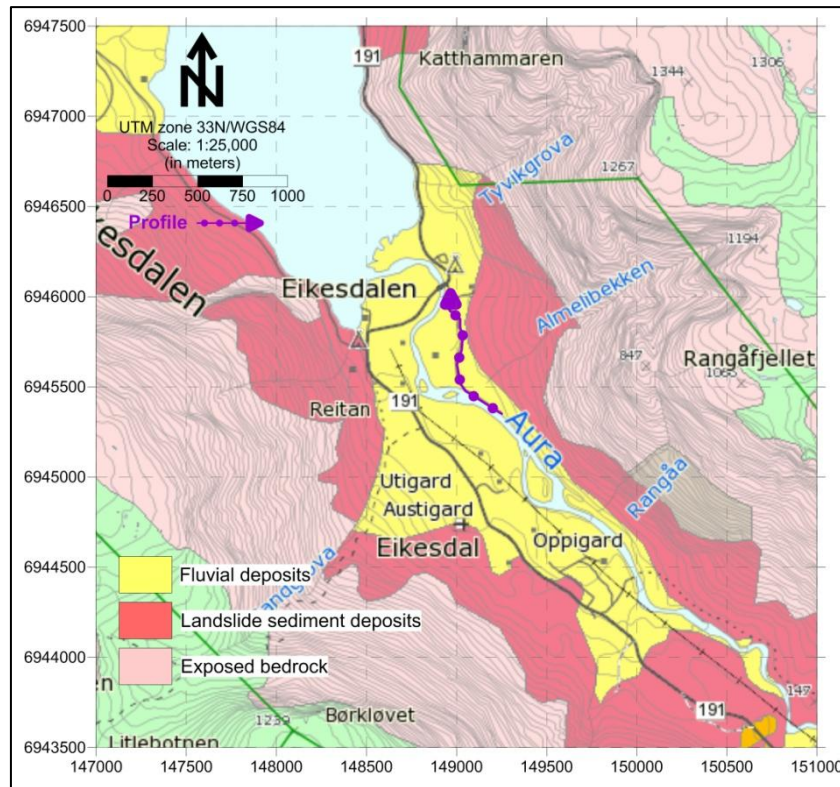 6947500
6947000
6946500
6946000
6945500
6945000
6944500
6944000
6943500
147000
147500
148000
148500
149000
149500
150000
150500
151000
N
UTM zone 33N/WGS84
Scale: 1:25,000
(in meters)
0 250 500 750 1000
Profile
191
Katthammaren
1344
1306
Tyvikgrova
1267
1194
kesdalen
Eikesdalen
Almelibekken
847
Rangåfjellet
1065
Reitan
191
Aura
Rangåa
Utigard
Austigard
Eikesdal
Oppigard
andgrova
Fluvial deposits
Landslide sediment deposits
Exposed bedrock
en
1239
Børkløvet
Litlebotnen
191
147